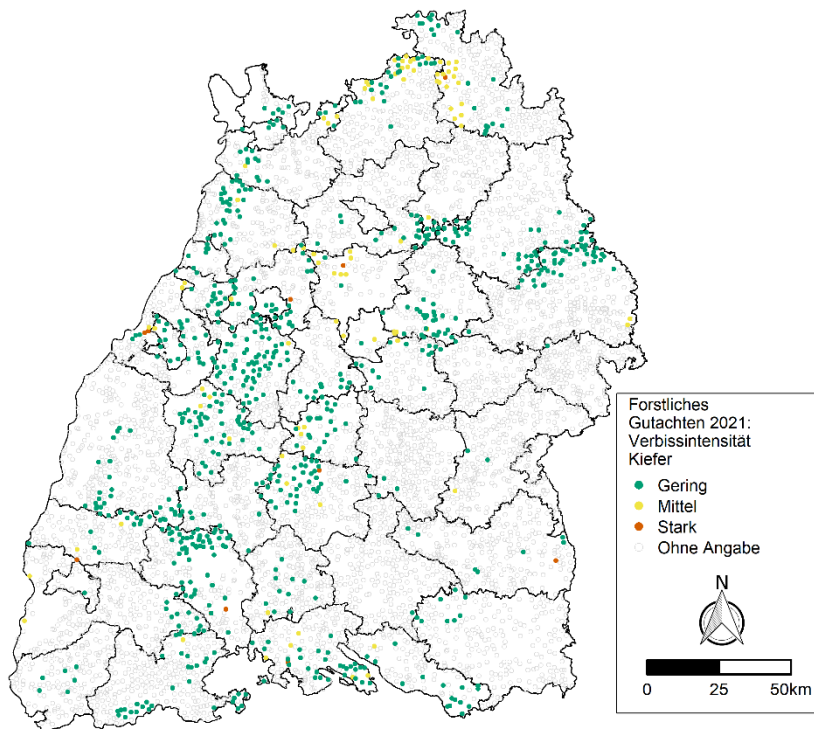 Forstliches
Gutachten 2021:
Verbissintensität
Kiefer
Gering
Mittel
Stark
Ohne Angabe
N
0 25 50km